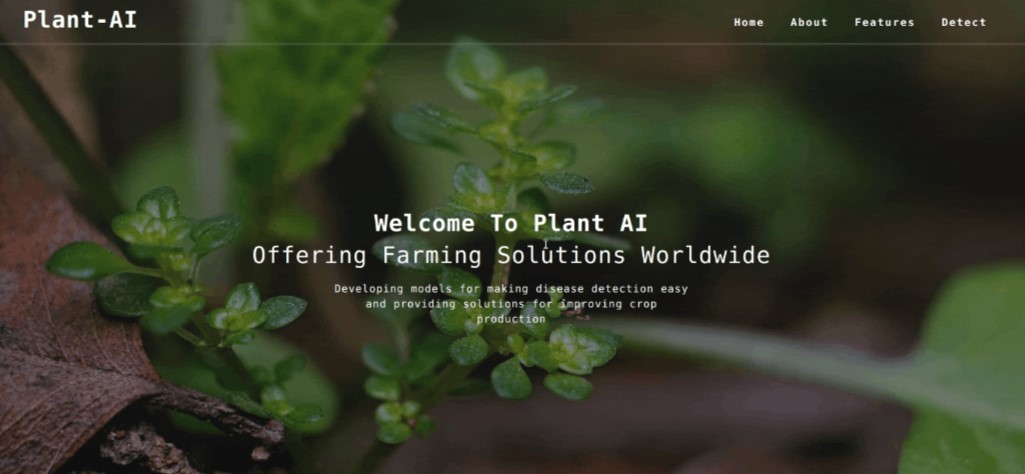 Plant-AI
Home About Features Detect
Welcome To Plant AI
Offering Farming Solutions Worldwide
Developing models for making disease detection easy
and providing solutions for improving crop
production